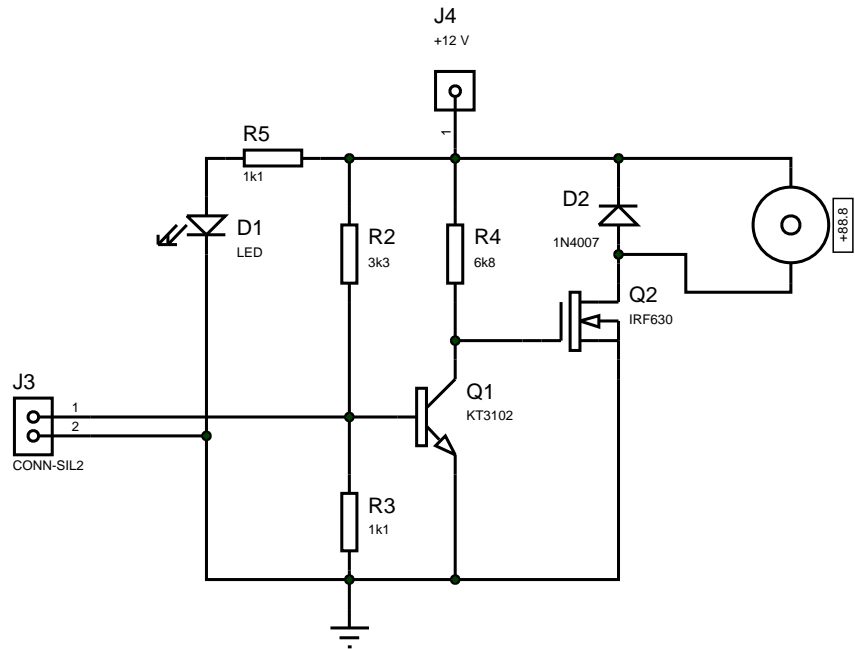 J4
+12 V
1
R5
1k1
D1
LED
R2
3k3
R4
6k8
D2
1N4007
+88.8
Q2
IRF630
J3
1
2
CONN-SIL2
Q1
KT3102
R3
1k1